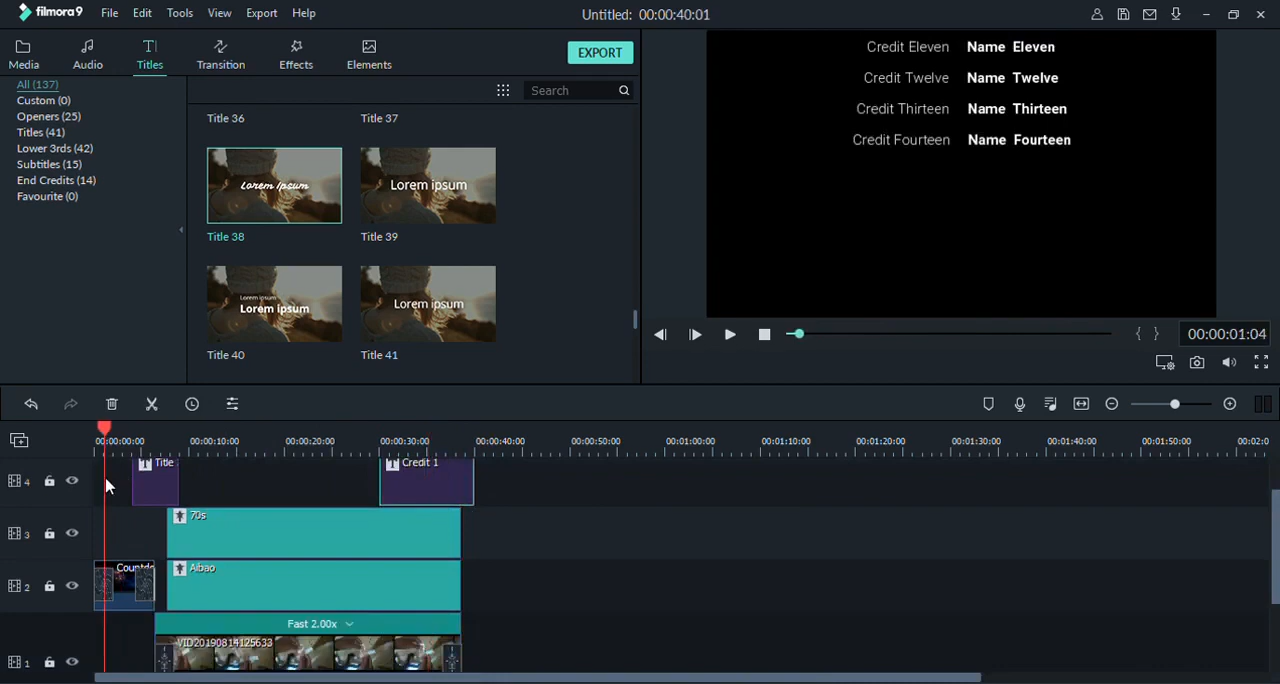 filmora9 File Edit Tools View Export Help Untitled: 00:00:40:01
Media Audio Titles Transition Effects Elements EXPORT
All (137)
Custom (0)
Openers (25)
Titles (41)
Lower 3rds (42)
Subtitles (15)
End Credits (14)
Favourite (0)
Search
Title 36 Title 37
Lorem Ipsum Lorem ipsum
Title 38 Title 39
Lorem ipsum
Lorem ipsum Lorem ipsum
Title 40 Title 41
Credit Eleven Name Eleven
Credit Twelve Name Twelve
Credit Thirteen Name Thirteen
Credit Fourteen Name Fourteen
00:00:01:04
00:00:00:00 00:00:10:00 00:00:20:00 00:00:30:00 00:00:40:00 00:00:50:00 00:01:00:00 00:01:10:00 00:01:20:00 00:01:30:00 00:01:40:00 00:01:50:00 00:02:0
4 T Title T Credit 1
3 70s
2 Countdo Aibao
Fast 2.00x
VID20190814125633
1